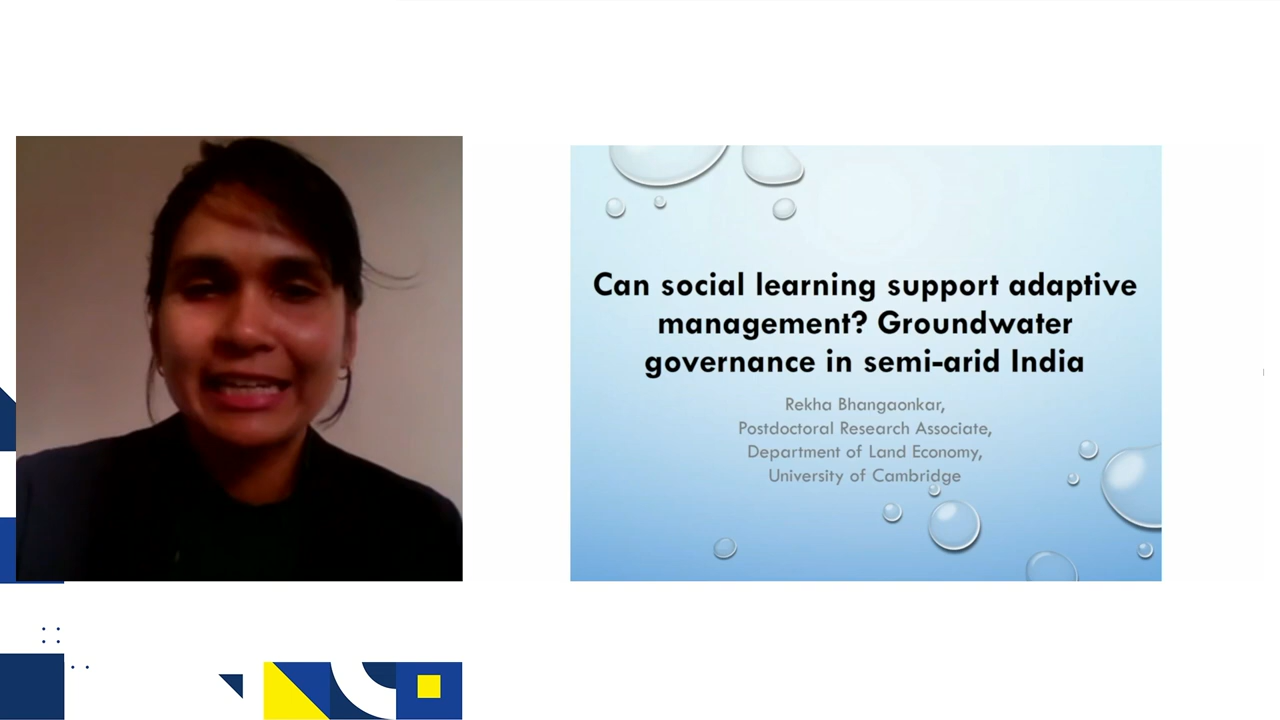 Can social learning support adaptive
management? Groundwater
governance in semi-arid India
Rekha Bhangaonkar,
Postdoctoral Research Associate,
Department of Land Economy,
University of Cambridge